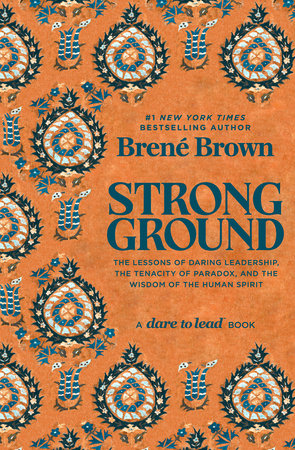 #1 NEW YORK TIMES
BESTSELLING AUTHOR
Brené Brown
STRONG
GROUND
THE LESSONS OF DARING LEADERSHIP,
THE TENACITY OF PARADOX, AND THE
WISDOM OF THE HUMAN SPIRIT
A dare to lead™ BOOK